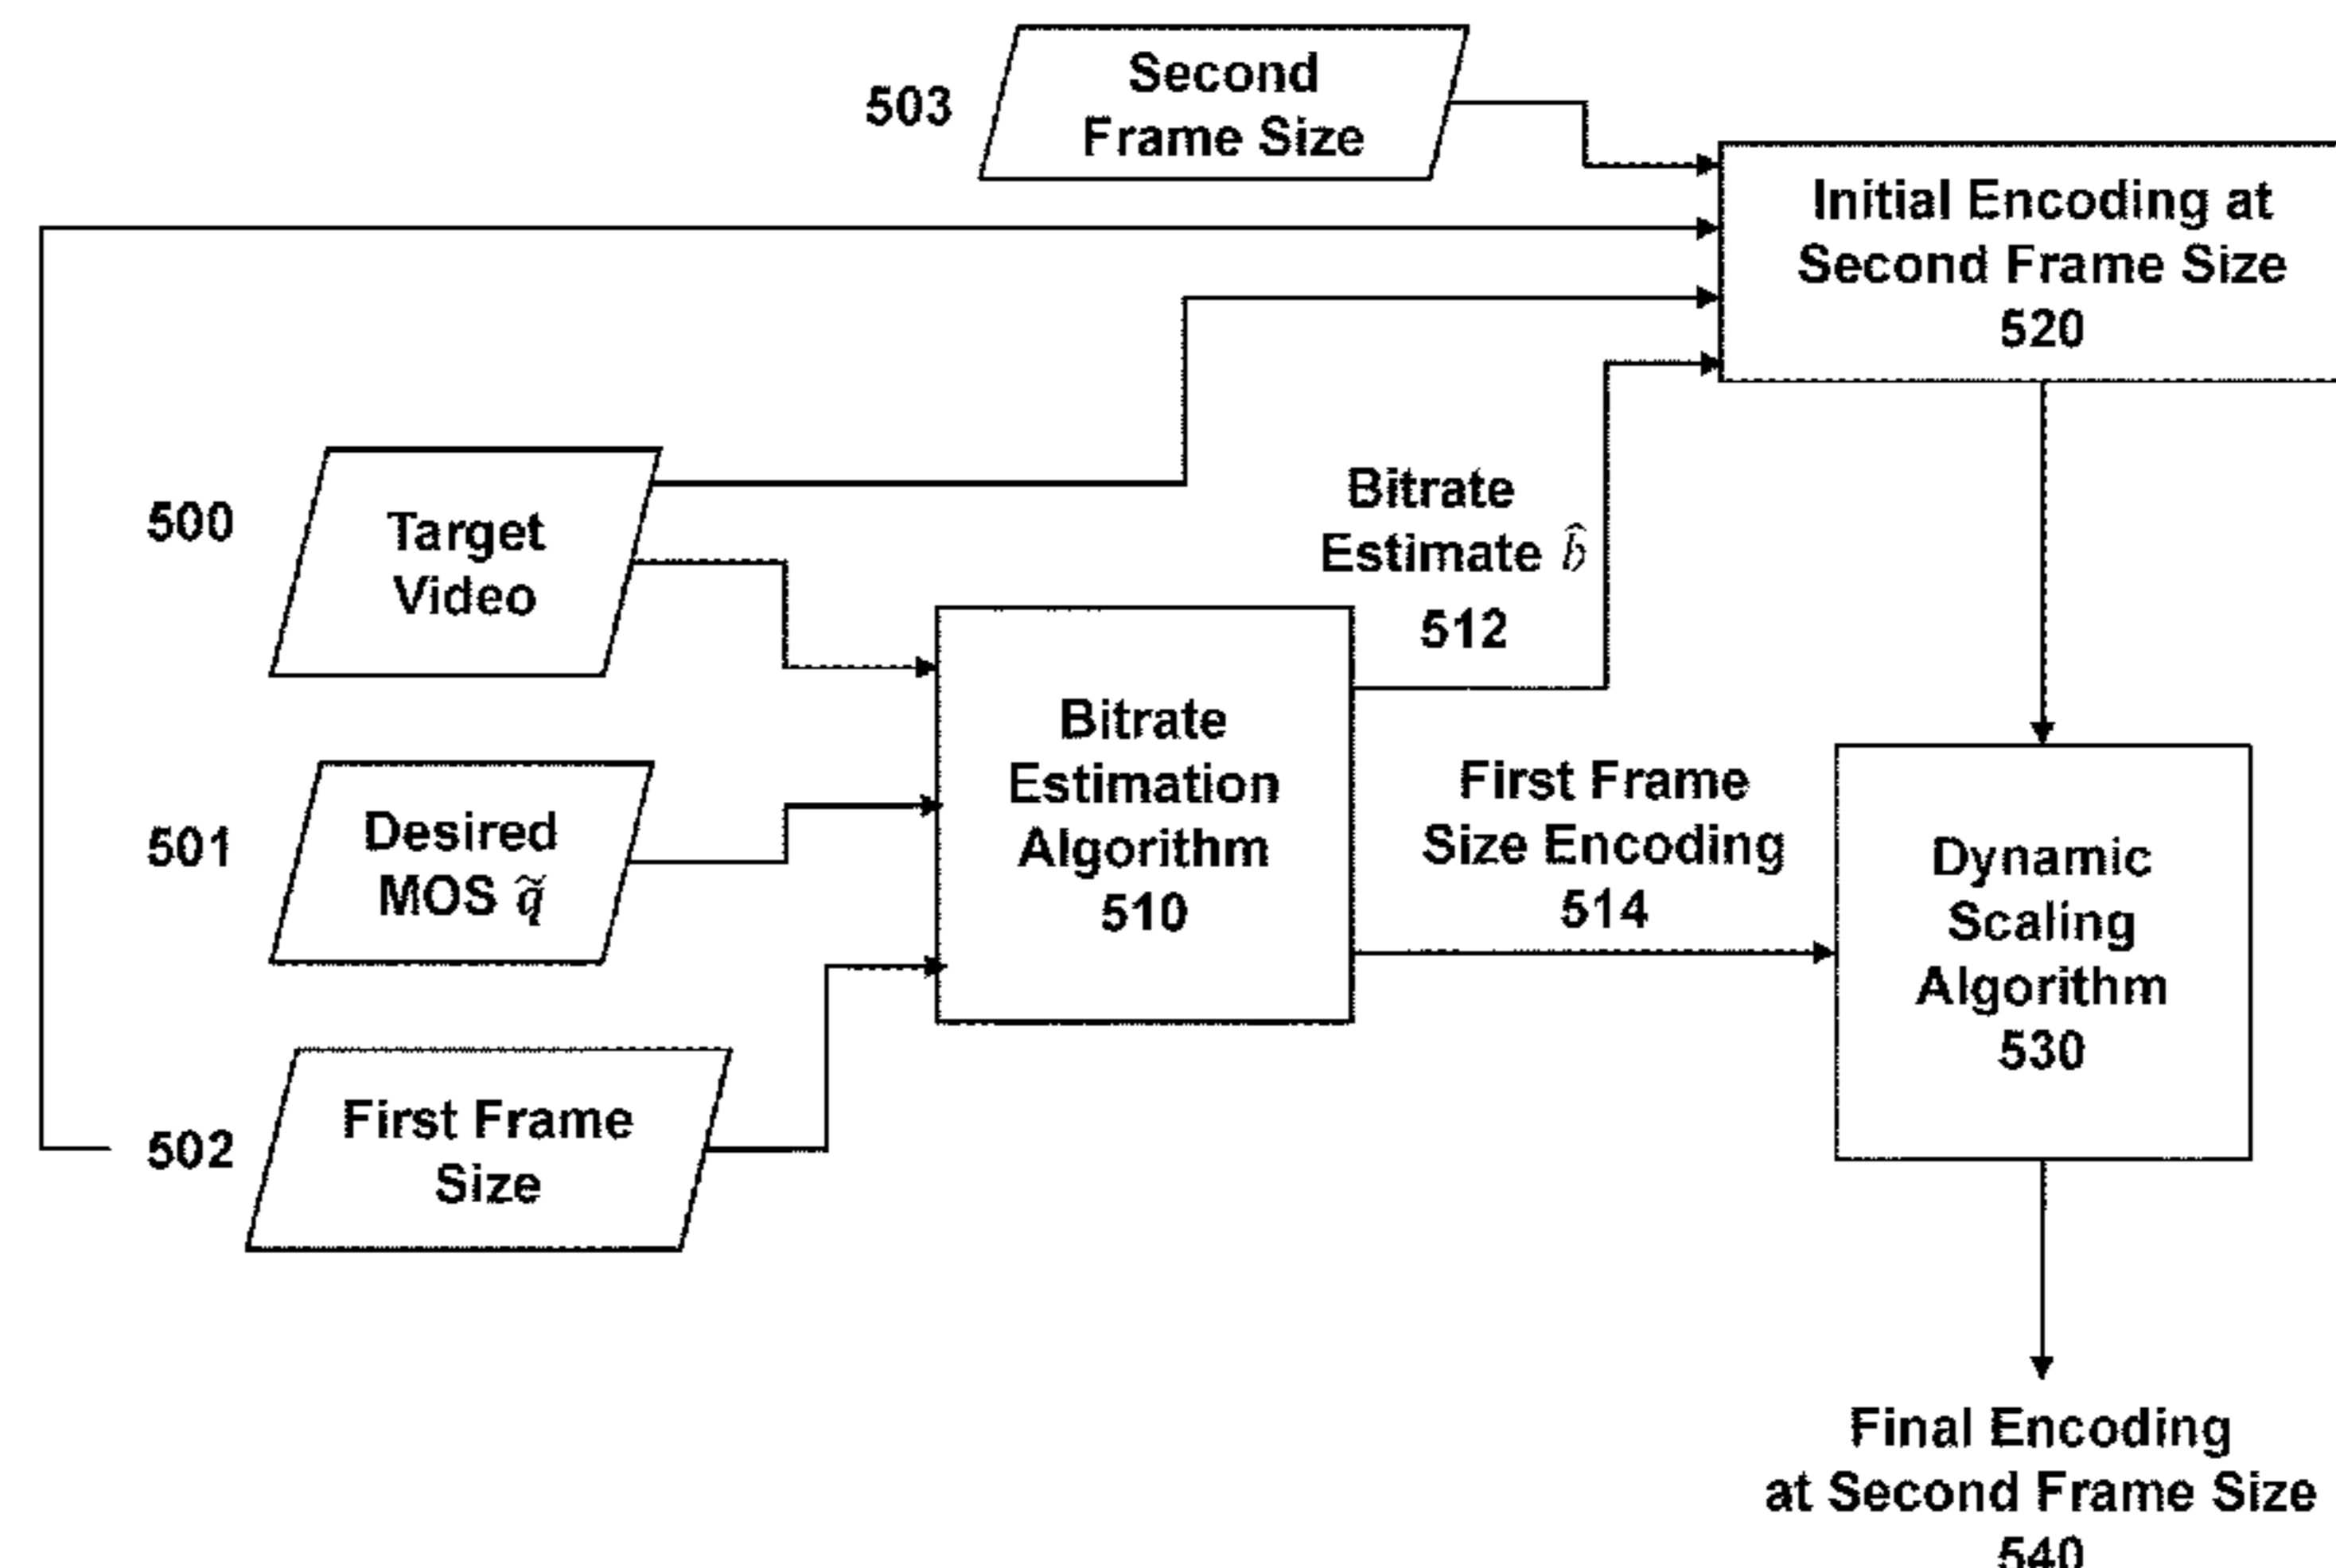 503
Second
Frame Size
Initial Encoding at
Second Frame Size
520
500
Target
Video
Bitrate
Estimate b̂
512
501
Desired
MOS q̃
Bitrate
Estimation
Algorithm
510
First Frame
Size Encoding
514
Dynamic
Scaling
Algorithm
530
502
First Frame
Size
Final Encoding
at Second Frame Size
540